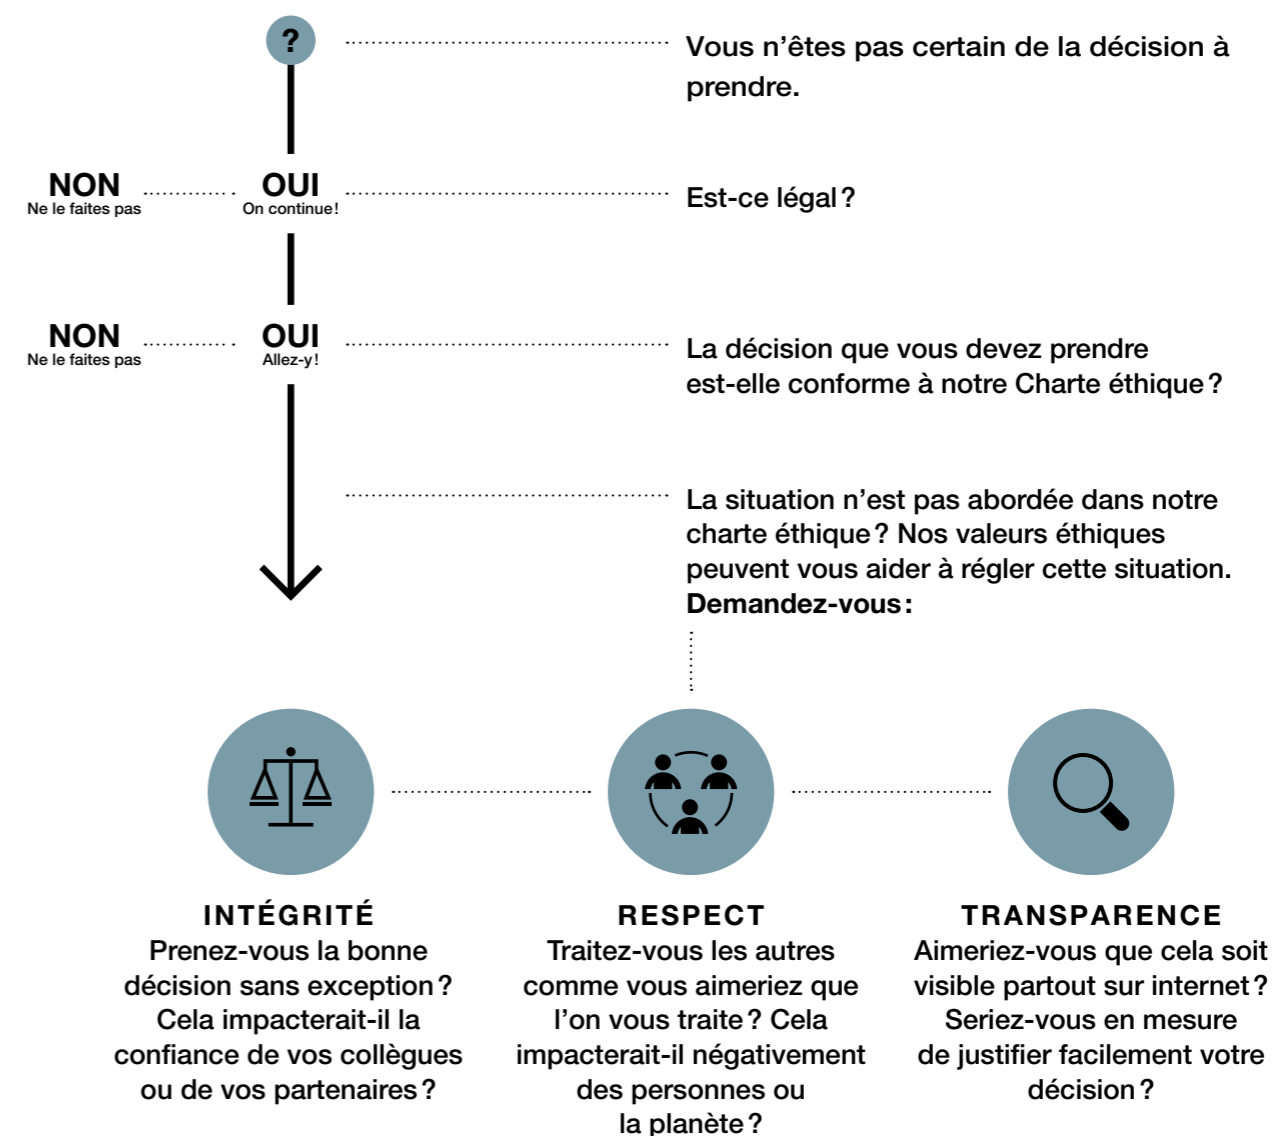 ?
Vous n’êtes pas certain de la décision à
prendre.
NON
Ne le faites pas
OUI
On continue!
Est-ce légal ?
NON
Ne le faites pas
OUI
Allez-y!
La décision que vous devez prendre
est-elle conforme à notre Charte éthique ?
La situation n’est pas abordée dans notre
charte éthique ? Nos valeurs éthiques
peuvent vous aider à régler cette situation.
Demandez-vous :
INTÉGRITÉ
Prenez-vous la bonne
décision sans exception ?
Cela impacterait-il la
confiance de vos collègues
ou de vos partenaires ?
RESPECT
Traitez-vous les autres
comme vous aimeriez que
l’on vous traite ? Cela
impacterait-il négativement
des personnes ou
la planète ?
TRANSPARENCE
Aimeriez-vous que cela soit
visible partout sur internet ?
Seriez-vous en mesure
de justifier facilement votre
décision ?